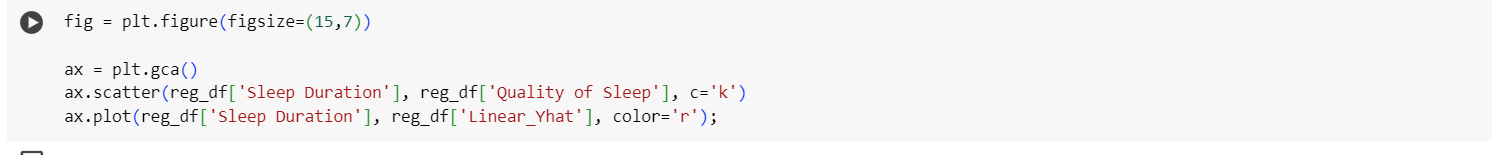 fig = plt.figure(figsize=(15,7))
ax = plt.gca()
ax.scatter(reg_df['Sleep Duration'], reg_df['Quality of Sleep'], c='k')
ax.plot(reg_df['Sleep Duration'], reg_df['Linear_Yhat'], color='r');